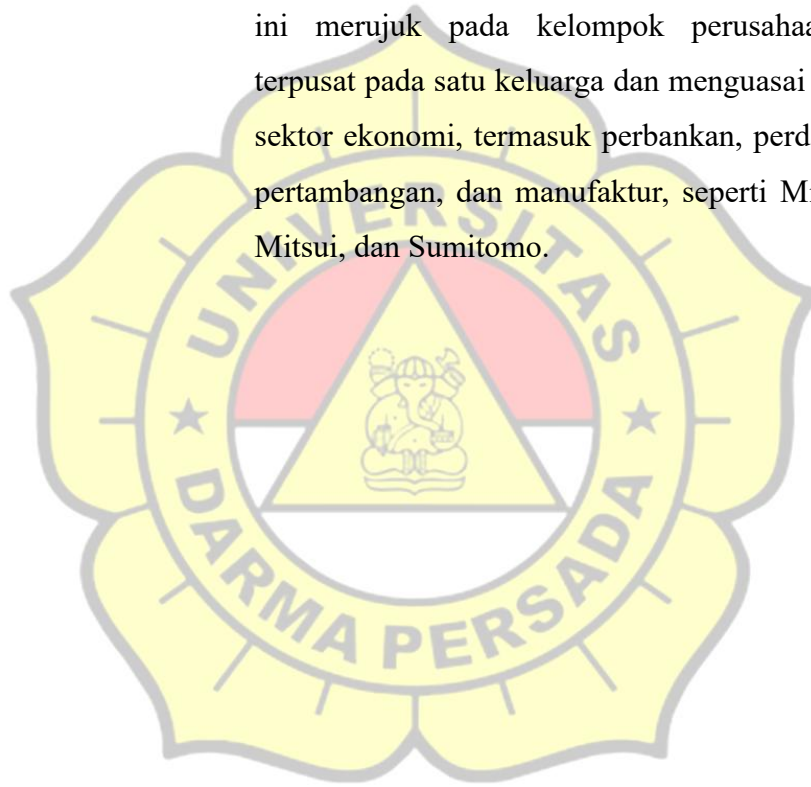 ini merujuk pada kelompok
terpusat pada satu keluarga dan menguasai
sektor ekonomi, termasuk perbankan,
pertambangan, dan manufaktur, seperti
Mitsui, dan Sumitomo.
UNIVERSITAS
DARMA PERSADA